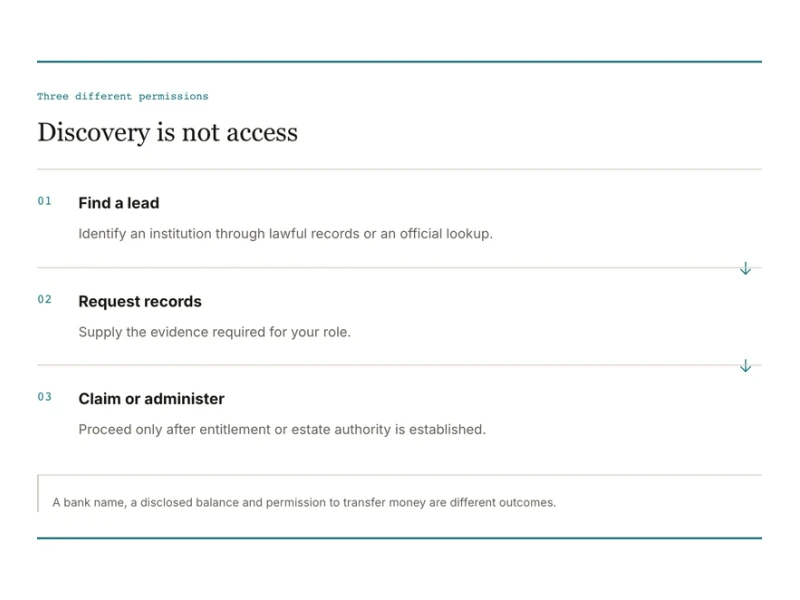 Three different permissions
Discovery is not access
01
Find a lead
Identify an institution through lawful records or an official lookup.
02
Request records
Supply the evidence required for your role.
03
Claim or administer
Proceed only after entitlement or estate authority is established.
A bank name, a disclosed balance and permission to transfer money are different outcomes.